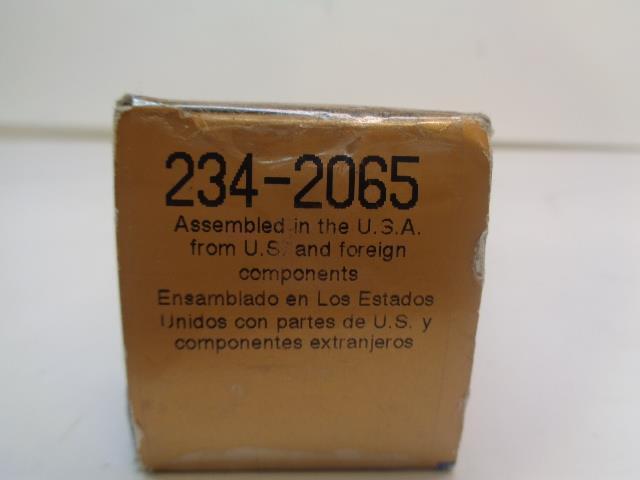 234-2065
Assembled in the U.S.A.
from U.S. and foreign
components
Ensamblado en Los Estados
Unidos con partes de U.S. y
componentes extranjeros